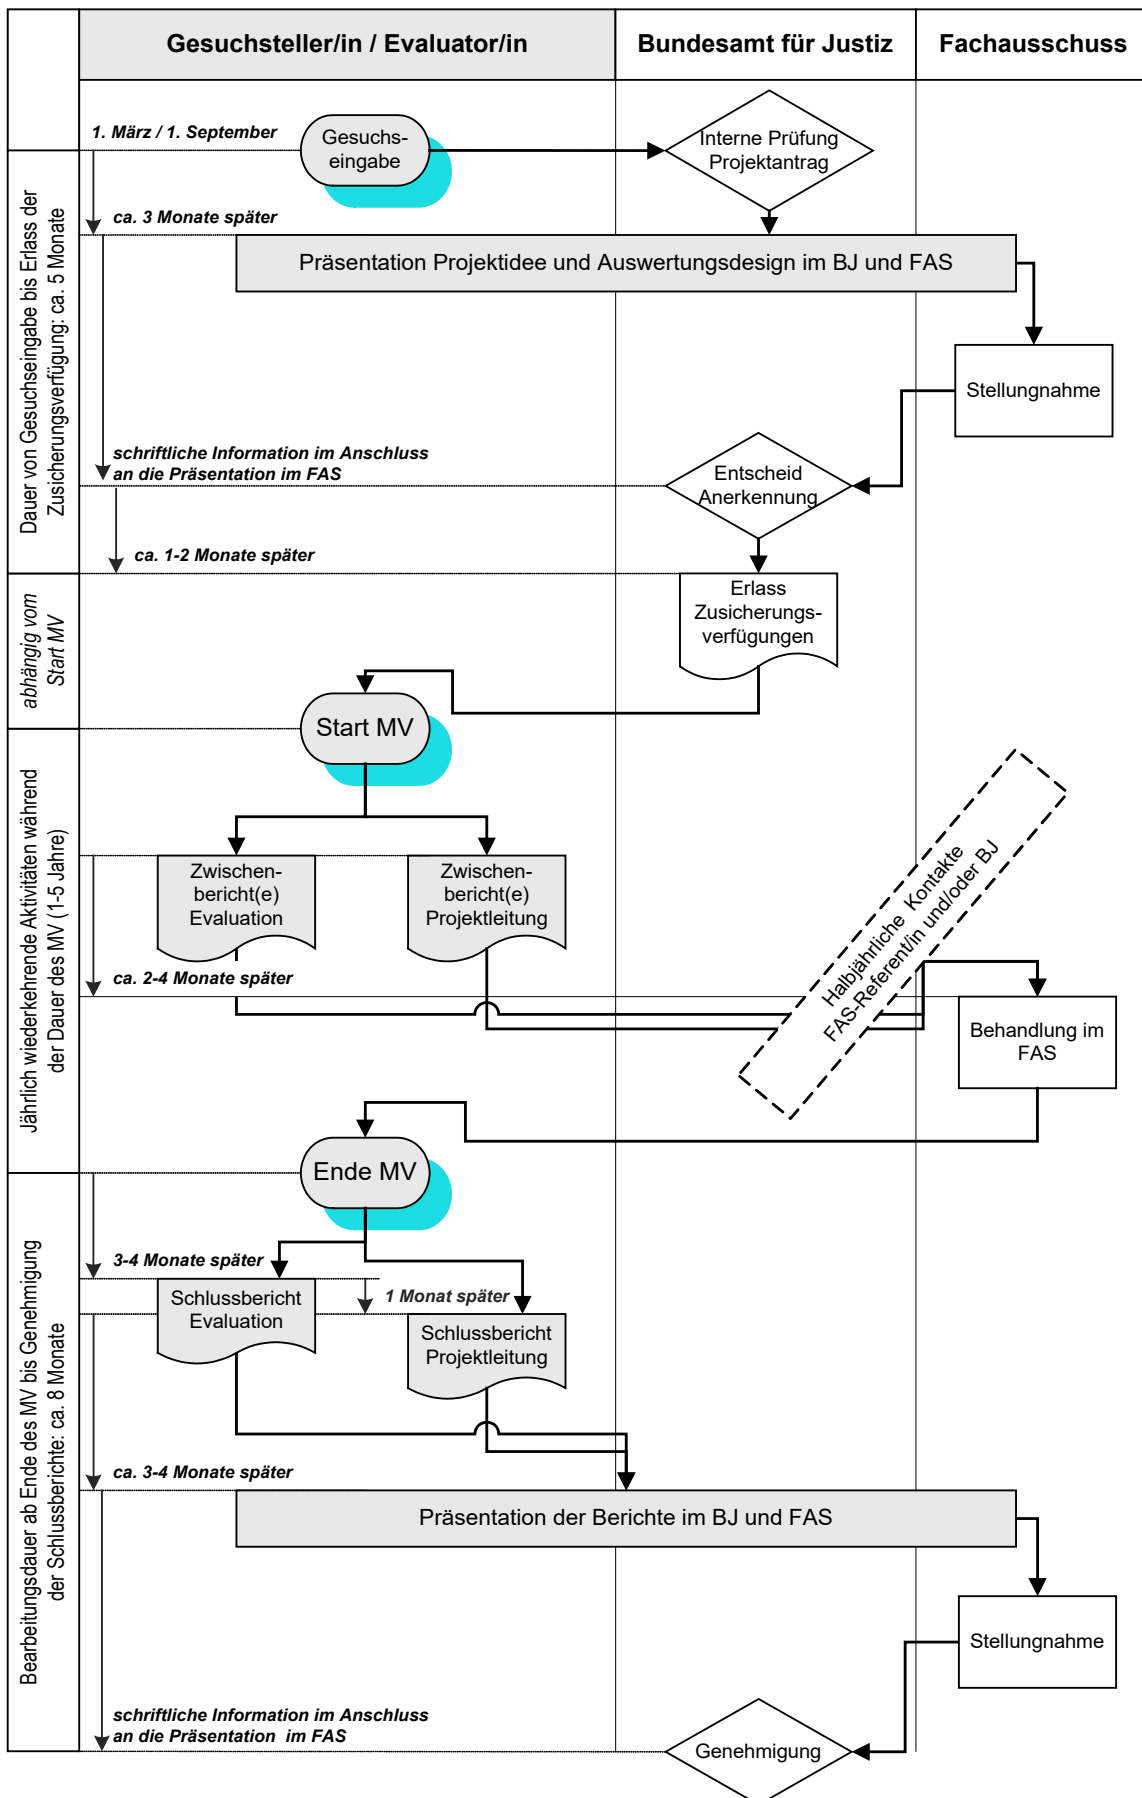 Gesuchsteller/in / Evaluator/in
Bundesamt für Justiz
Fachausschuss
Dauer von Gesuchseingabe bis Erlass der
Zusicherungsverfügung: ca. 5 Monate
1. März / 1. September
Gesuchs-
eingabe
Interne Prüfung
Projektantrag
ca. 3 Monate später
Präsentation Projektidee und Auswertungsdesign im BJ und FAS
Stellungnahme
schriftliche Information im Anschluss
an die Präsentation im FAS
Entscheid
Anerkennung
ca. 1-2 Monate später
abhängig vom
Start MV
Erlass
Zusicherungs-
verfügungen
Start MV
Jährlich wiederkehrende Aktivitäten während
der Dauer des MV (1-5 Jahre)
Zwischen-
bericht(e)
Evaluation
Zwischen-
bericht(e)
Projektleitung
Halbjährliche Kontakte
FAS-Referent/in und/oder BJ
ca. 2-4 Monate später
Behandlung im
FAS
Ende MV
Bearbeitungsdauer ab Ende des MV bis Genehmigung
der Schlussberichte: ca. 8 Monate
3-4 Monate später
Schlussbericht
Evaluation
1 Monat später
Schlussbericht
Projektleitung
ca. 3-4 Monate später
Präsentation der Berichte im BJ und FAS
Stellungnahme
schriftliche Information im Anschluss
an die Präsentation  im FAS
Genehmigung